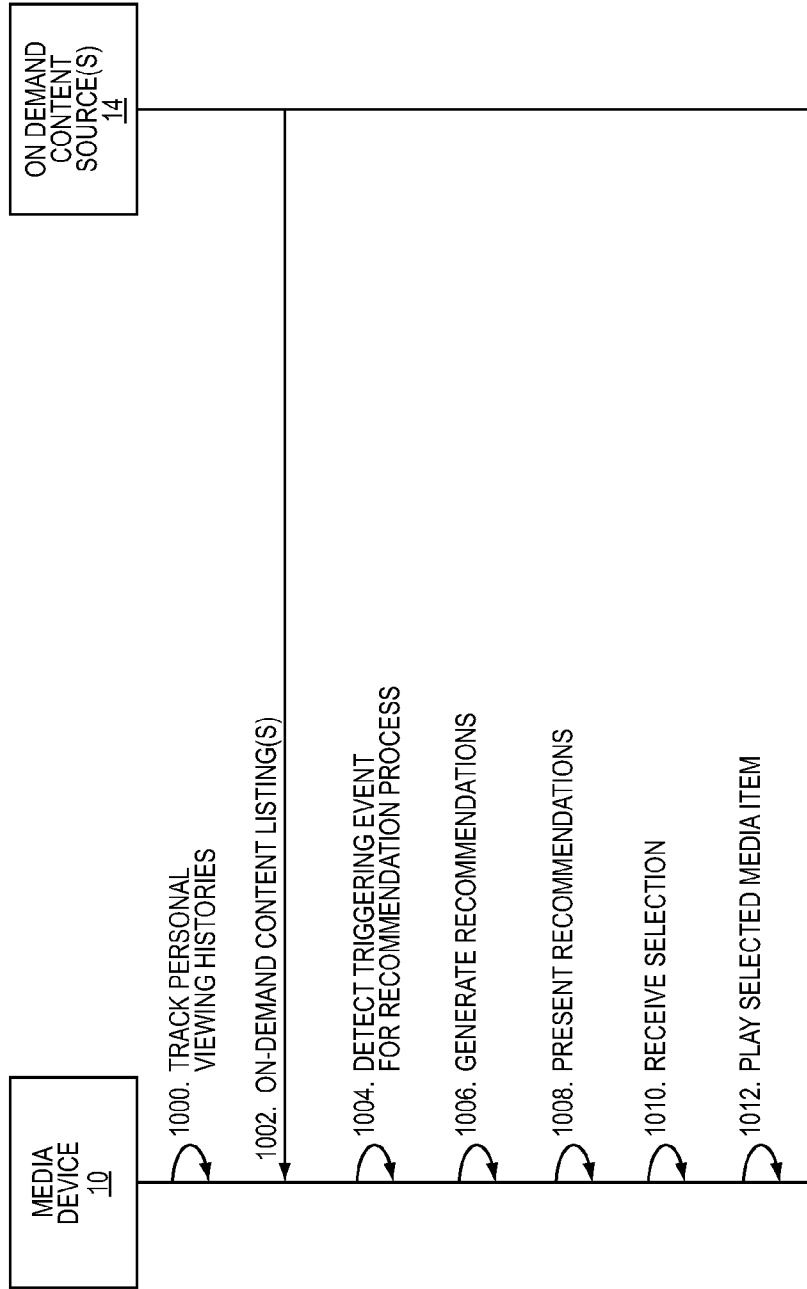 MEDIA
DEVICE
10
ON DEMAND
CONTENT
SOURCE(S)
14
1000. TRACK PERSONAL
VIEWING HISTORIES
1002. ON-DEMAND CONTENT LISTING(S)
1004. DETECT TRIGGERING EVENT
FOR RECOMMENDATION PROCESS
1006. GENERATE RECOMMENDATIONS
1008. PRESENT RECOMMENDATIONS
1010. RECEIVE SELECTION
1012. PLAY SELECTED MEDIA ITEM